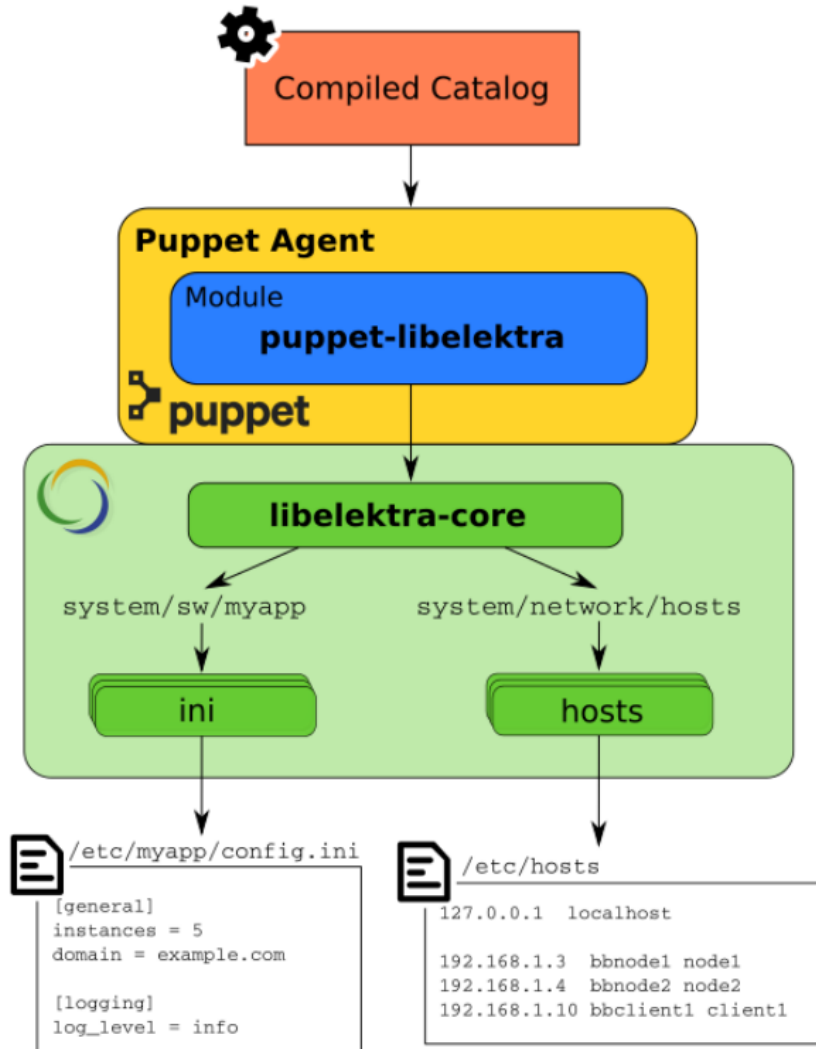 Compiled Catalog
Puppet Agent
Module
puppet-libelektra
puppet
libelektra-core
system/sw/myapp
system/network/hosts
ini
hosts
/etc/myapp/config.ini
[general]
instances = 5
domain = example.com
[logging]
log_level = info
/etc/hosts
127.0.0.1 localhost
192.168.1.3 bbnode1 node1
192.168.1.4 bbnode2 node2
192.168.1.10 bbclient1 client1